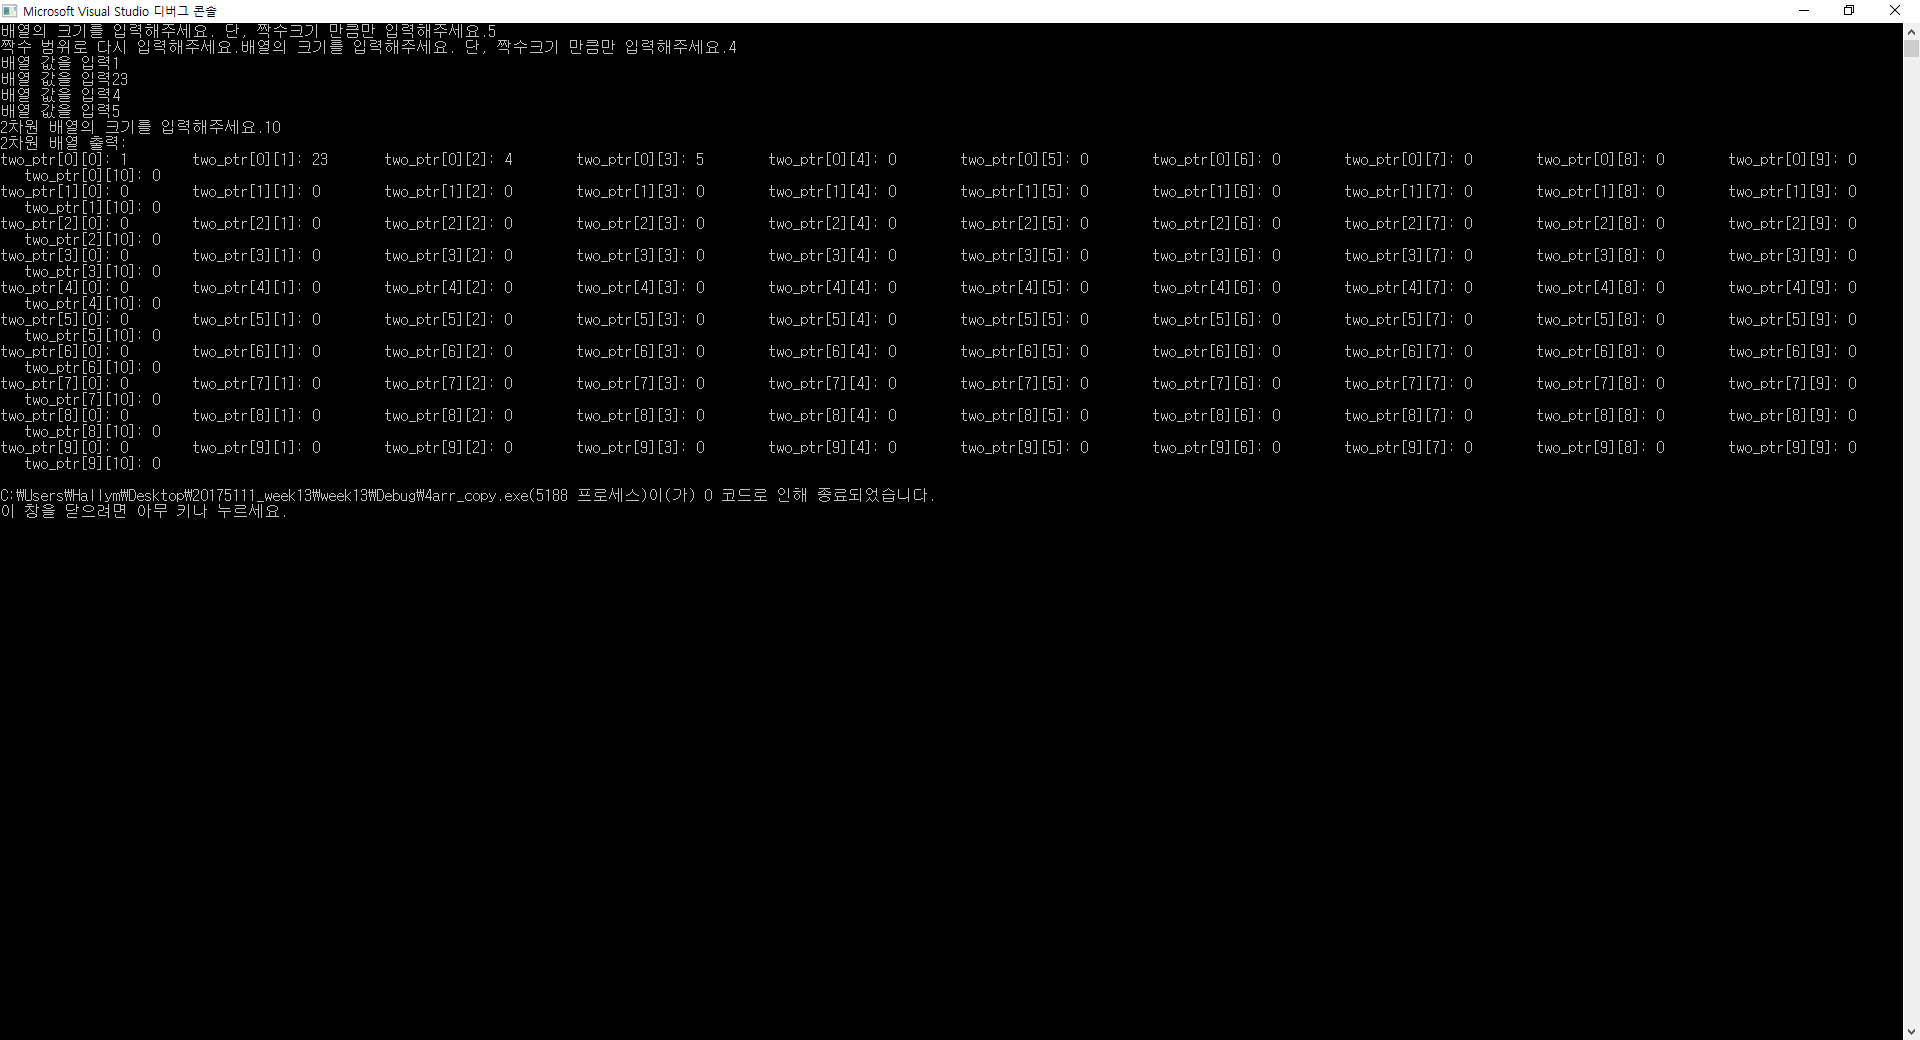 Microsoft Visual Studio 디버그 콘솔
배열의 크기를 입력해주세요. 단, 짝수크기 만큼만 입력해주세요.5
짝수 범위로 다시 입력해주세요.배열의 크기를 입력해주세요. 단, 짝수크기 만큼만 입력해주세요.4
배열 값을 입력1
배열 값을 입력23
배열 값을 입력4
배열 값을 입력5
2차원 배열의 크기를 입력해주세요.10
2차원 배열 출력:
two_ptr[0][0]: 1 two_ptr[0][1]: 23 two_ptr[0][2]: 4 two_ptr[0][3]: 5 two_ptr[0][4]: 0 two_ptr[0][5]: 0 two_ptr[0][6]: 0 two_ptr[0][7]: 0 two_ptr[0][8]: 0 two_ptr[0][9]: 0
two_ptr[0][10]: 0
two_ptr[1][0]: 0 two_ptr[1][1]: 0 two_ptr[1][2]: 0 two_ptr[1][3]: 0 two_ptr[1][4]: 0 two_ptr[1][5]: 0 two_ptr[1][6]: 0 two_ptr[1][7]: 0 two_ptr[1][8]: 0 two_ptr[1][9]: 0
two_ptr[1][10]: 0
two_ptr[2][0]: 0 two_ptr[2][1]: 0 two_ptr[2][2]: 0 two_ptr[2][3]: 0 two_ptr[2][4]: 0 two_ptr[2][5]: 0 two_ptr[2][6]: 0 two_ptr[2][7]: 0 two_ptr[2][8]: 0 two_ptr[2][9]: 0
two_ptr[2][10]: 0
two_ptr[3][0]: 0 two_ptr[3][1]: 0 two_ptr[3][2]: 0 two_ptr[3][3]: 0 two_ptr[3][4]: 0 two_ptr[3][5]: 0 two_ptr[3][6]: 0 two_ptr[3][7]: 0 two_ptr[3][8]: 0 two_ptr[3][9]: 0
two_ptr[3][10]: 0
two_ptr[4][0]: 0 two_ptr[4][1]: 0 two_ptr[4][2]: 0 two_ptr[4][3]: 0 two_ptr[4][4]: 0 two_ptr[4][5]: 0 two_ptr[4][6]: 0 two_ptr[4][7]: 0 two_ptr[4][8]: 0 two_ptr[4][9]: 0
two_ptr[4][10]: 0
two_ptr[5][0]: 0 two_ptr[5][1]: 0 two_ptr[5][2]: 0 two_ptr[5][3]: 0 two_ptr[5][4]: 0 two_ptr[5][5]: 0 two_ptr[5][6]: 0 two_ptr[5][7]: 0 two_ptr[5][8]: 0 two_ptr[5][9]: 0
two_ptr[5][10]: 0
two_ptr[6][0]: 0 two_ptr[6][1]: 0 two_ptr[6][2]: 0 two_ptr[6][3]: 0 two_ptr[6][4]: 0 two_ptr[6][5]: 0 two_ptr[6][6]: 0 two_ptr[6][7]: 0 two_ptr[6][8]: 0 two_ptr[6][9]: 0
two_ptr[6][10]: 0
two_ptr[7][0]: 0 two_ptr[7][1]: 0 two_ptr[7][2]: 0 two_ptr[7][3]: 0 two_ptr[7][4]: 0 two_ptr[7][5]: 0 two_ptr[7][6]: 0 two_ptr[7][7]: 0 two_ptr[7][8]: 0 two_ptr[7][9]: 0
two_ptr[7][10]: 0
two_ptr[8][0]: 0 two_ptr[8][1]: 0 two_ptr[8][2]: 0 two_ptr[8][3]: 0 two_ptr[8][4]: 0 two_ptr[8][5]: 0 two_ptr[8][6]: 0 two_ptr[8][7]: 0 two_ptr[8][8]: 0 two_ptr[8][9]: 0
two_ptr[8][10]: 0
two_ptr[9][0]: 0 two_ptr[9][1]: 0 two_ptr[9][2]: 0 two_ptr[9][3]: 0 two_ptr[9][4]: 0 two_ptr[9][5]: 0 two_ptr[9][6]: 0 two_ptr[9][7]: 0 two_ptr[9][8]: 0 two_ptr[9][9]: 0
two_ptr[9][10]: 0
C:₩Users₩Hallym₩Desktop₩20175111_week13₩week13₩Debug₩4arr_copy.exe(5188 프로세스)이(가) 0 코드로 인해 종료되었습니다.
이 창을 닫으려면 아무 키나 누르세요.